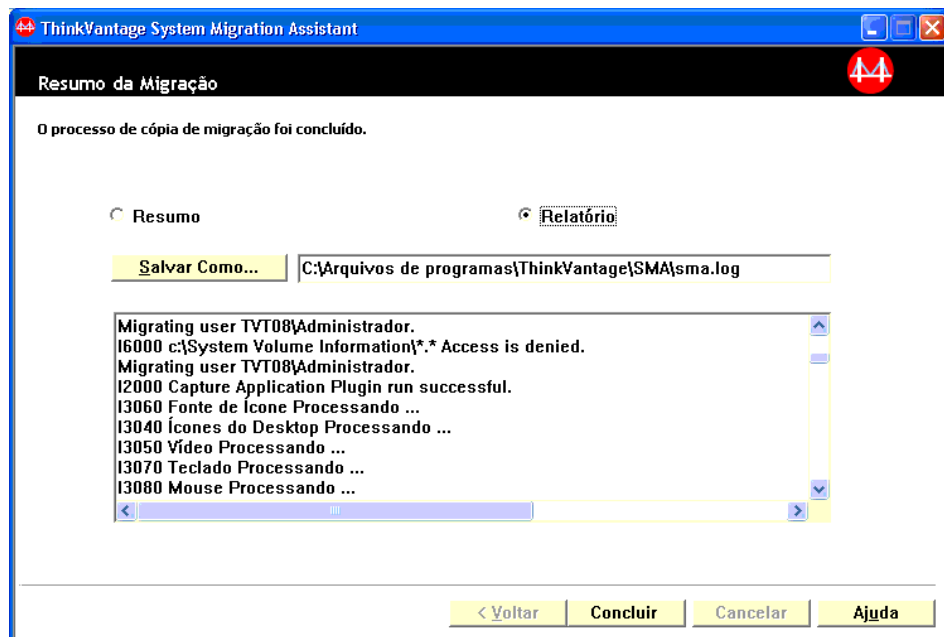 ThinkVantage System Migration Assistant
Resumo da Migração
O processo de cópia de migração foi concluído.
Resumo
Relatório
Salvar Como...
C:\Arquivos de programas\ThinkVantage\SMA\sma.log
Migrating user TVT08\Administrador.
I6000 c:\System Volume Information\*.* Access is denied.
Migrating user TVT08\Administrador.
I2000 Capture Application Plugin run successful.
I3060 Fonte de Ícone Processando ...
I3040 Ícones do Desktop Processando ...
I3050 Vídeo Processando ...
I3070 Teclado Processando ...
I3080 Mouse Processando ...
< Voltar
Concluir
Cancelar
Ajuda